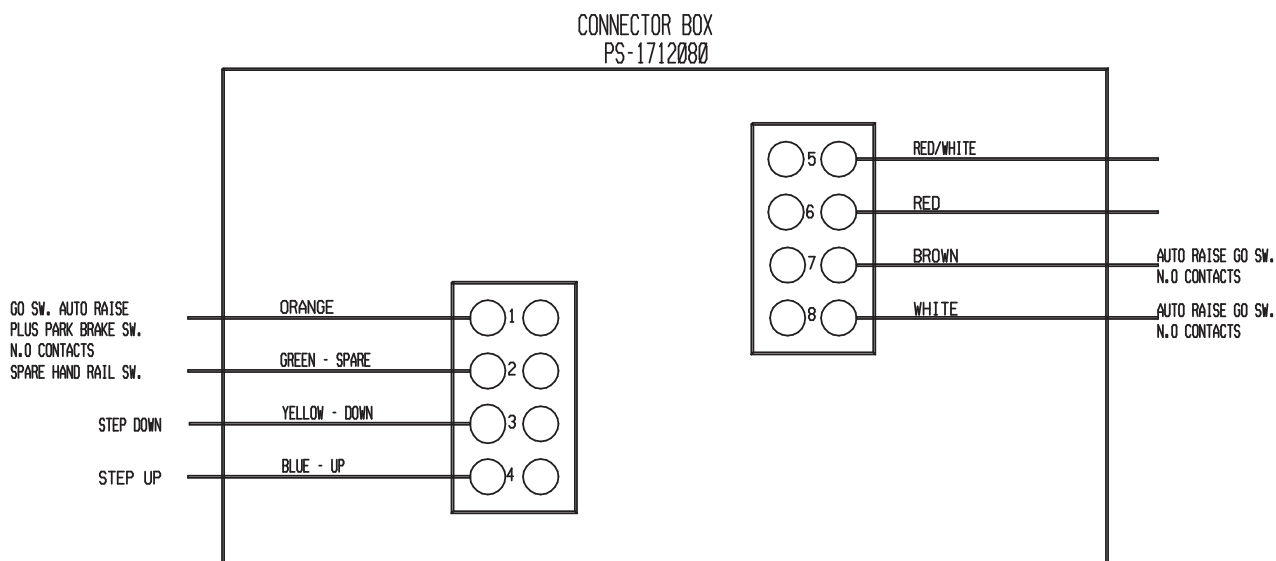 CONNECTOR BOX
PS-1712080
5 RED/WHITE
6 RED
7 BROWN
AUTO RAISE GO SW.
N.O CONTACTS
8 WHITE
AUTO RAISE GO SW.
N.O CONTACTS
GO SW. AUTO RAISE
PLUS PARK BRAKE SW.
N.O CONTACTS
ORANGE 1
SPARE HAND RAIL SW.
GREEN - SPARE 2
STEP DOWN
YELLOW - DOWN 3
STEP UP
BLUE - UP 4